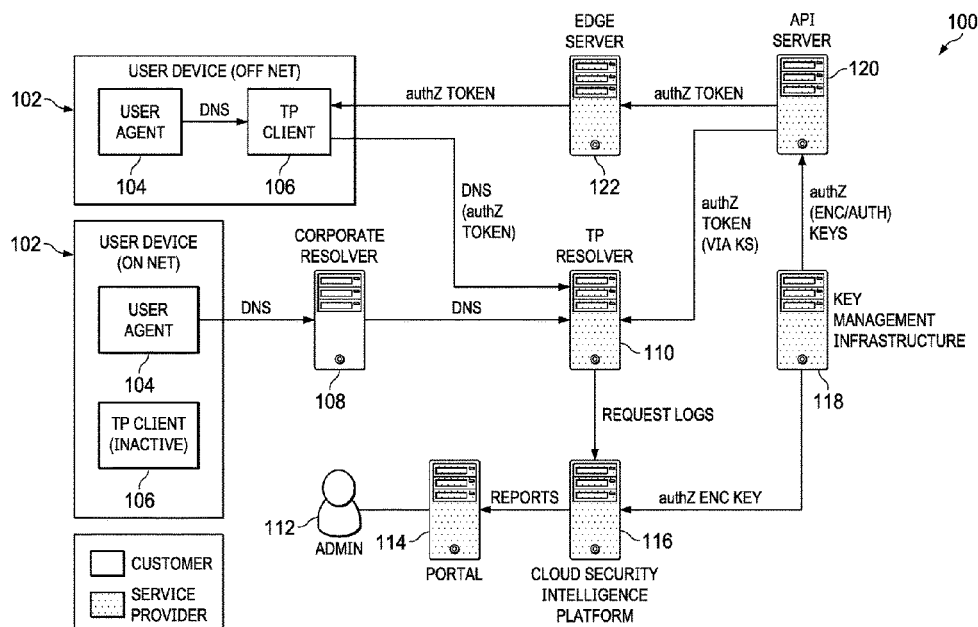 100
EDGE
SERVER
API
SERVER
120
USER DEVICE (OFF NET)
102
USER
AGENT
DNS
TP
CLIENT
104
106
authZ TOKEN
authZ TOKEN
122
DNS
(authZ
TOKEN)
authZ
TOKEN
(VIA KS)
authZ
(ENC/AUTH)
KEYS
102
USER DEVICE
(ON NET)
USER
AGENT
104
TP CLIENT
(INACTIVE)
106
DNS
CORPORATE
RESOLVER
108
DNS
TP
RESOLVER
110
KEY
MANAGEMENT
INFRASTRUCTURE
118
REQUEST LOGS
112
ADMIN
REPORTS
114
PORTAL
authZ ENC KEY
116
CLOUD SECURITY
INTELLIGENCE
PLATFORM
CUSTOMER
SERVICE
PROVIDER